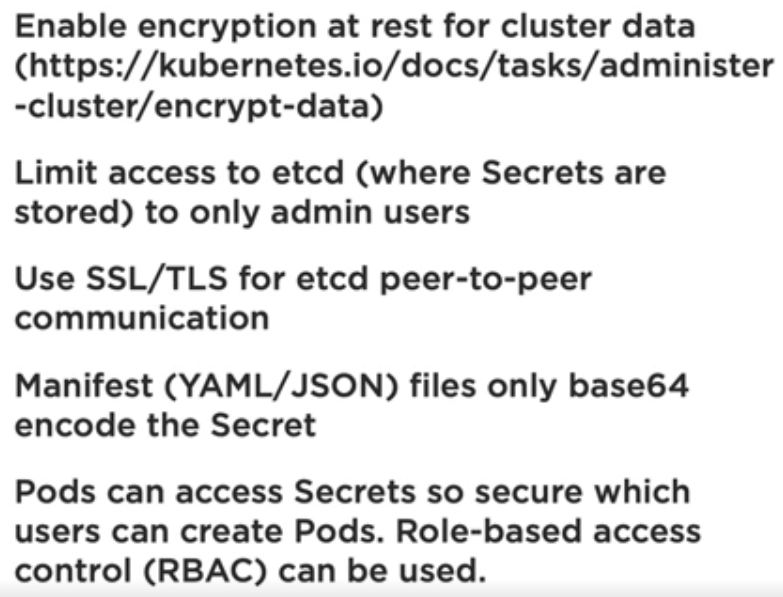 Enable encryption at rest for cluster data
(https://kubernetes.io/docs/tasks/administer
-cluster/encrypt-data)
Limit access to etcd (where Secrets are
stored) to only admin users
Use SSL/TLS for etcd peer-to-peer
communication
Manifest (YAML/JSON) files only base64
encode the Secret
Pods can access Secrets so secure which
users can create Pods. Role-based access
control (RBAC) can be used.